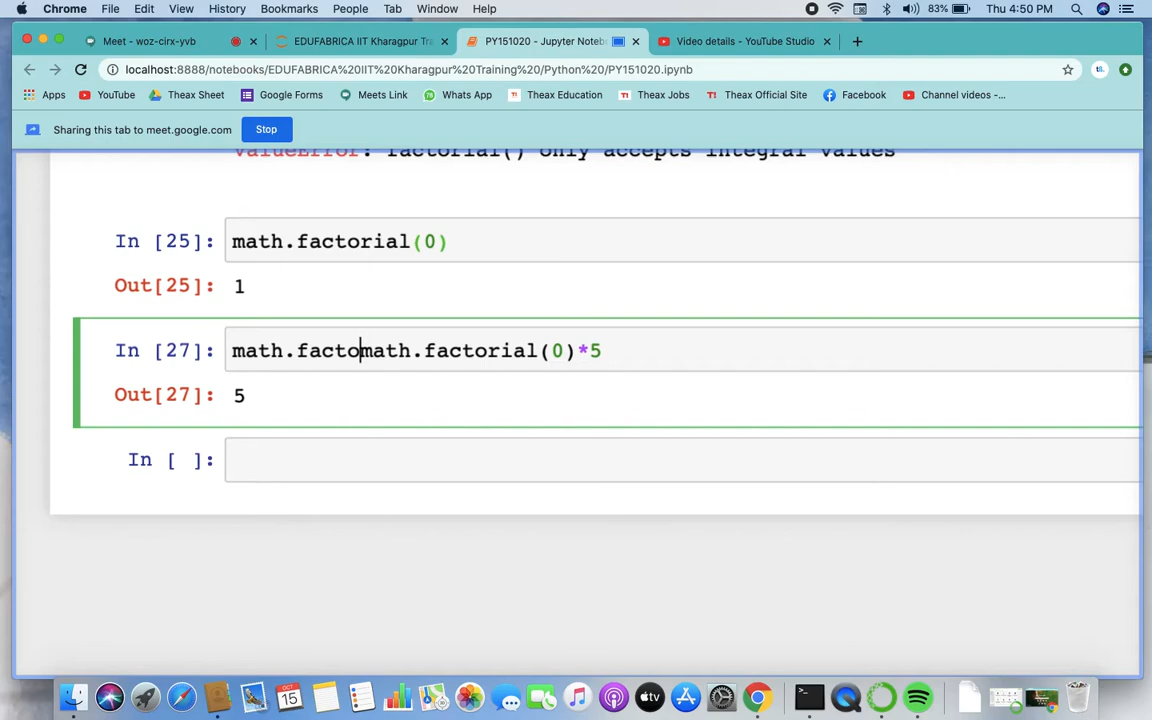 Chrome File Edit View History Bookmarks People Tab Window Help 83% Thu 4:50 PM
Meet - woz-cirx-yvb EDUFABRICA IIT Kharagpur Tra PY151020 - Jupyter Noteb Video details - YouTube Studio
localhost:8888/notebooks/EDUFABRICA%20IIT%20Kharagpur%20Training%20/Python%20/PY151020.ipynb
Apps YouTube Theax Sheet Google Forms Meets Link Whats App Theax Education Theax Jobs Theax Official Site Facebook Channel videos -...
Sharing this tab to meet.google.com Stop
ValueError: factorial() only accepts integral values
In [25]: math.factorial(0)
Out[25]: 1
In [27]: math.factomath.factorial(0)*5
Out[27]: 5
In [ ]:
OCT
15
tv